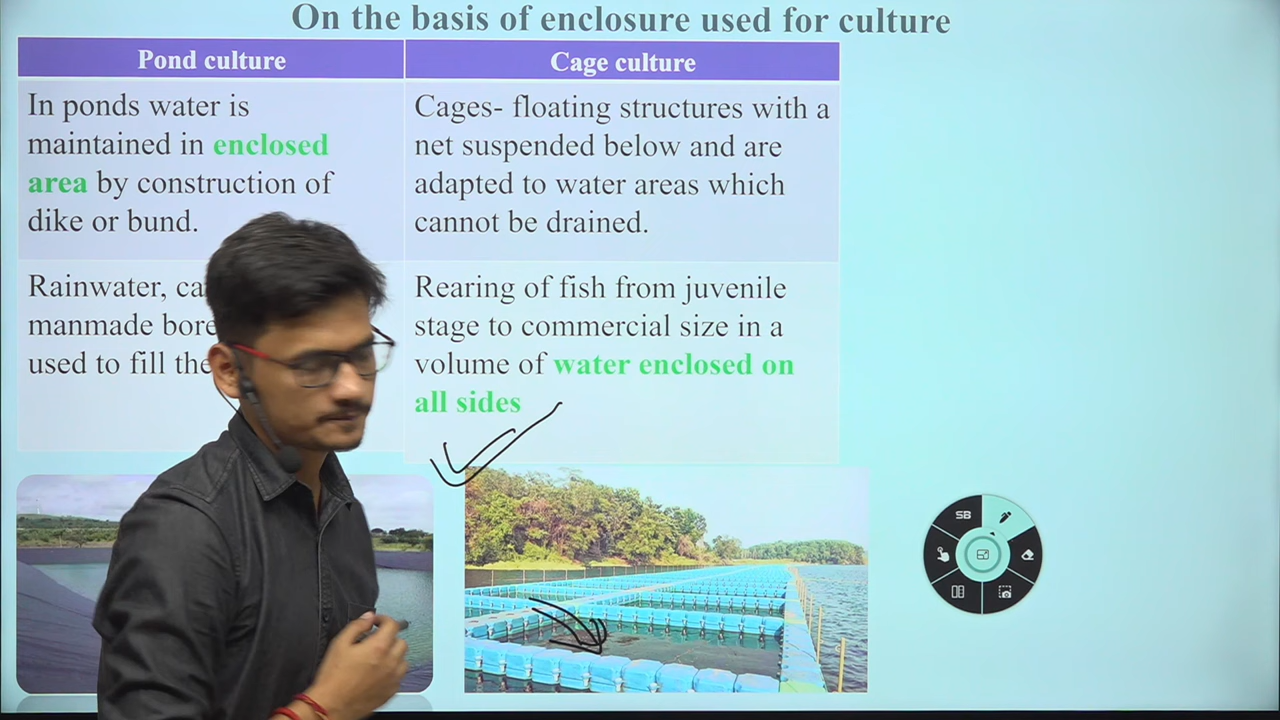 On the basis of enclosure used for culture
Pond culture
Cage culture
In ponds water is
maintained in enclosed
area by construction of
dike or bund.
Cages- floating structures with a
net suspended below and are
adapted to water areas which
cannot be drained.
Rainwater,
manmade
used to fill
Rearing of fish from juvenile
stage to commercial size in a
volume of water enclosed on
all sides
SB